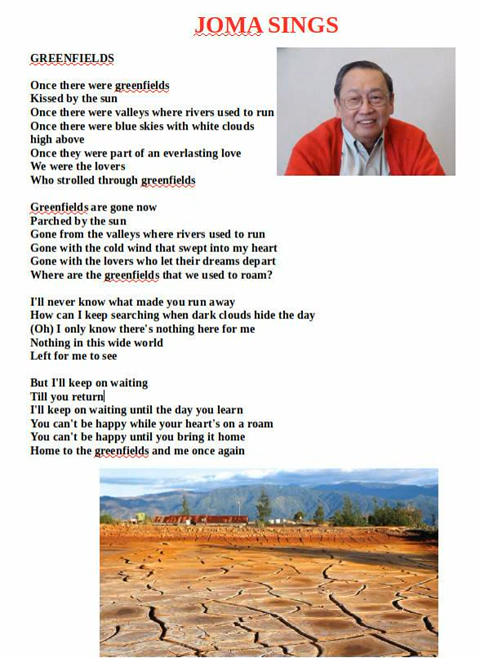 JOMA SINGS
GREENFIELDS
Once there were greenfields
Kissed by the sun
Once there were valleys where rivers used to run
Once there were blue skies with white clouds
high above
Once they were part of an everlasting love
We were the lovers
Who strolled through greenfields
Greenfields are gone now
Parched by the sun
Gone from the valleys where rivers used to run
Gone with the cold wind that swept into my heart
Gone with the lovers who let their dreams depart
Where are the greenfields that we used to roam?
I'll never know what made you run away
How can I keep searching when dark clouds hide the day
(Oh) I only know there's nothing here for me
Nothing in this wide world
Left for me to see
But I'll keep on waiting
Till you return
I'll keep on waiting until the day you learn
You can't be happy while your heart's on a roam
You can't be happy until you bring it home
Home to the greenfields and me once again